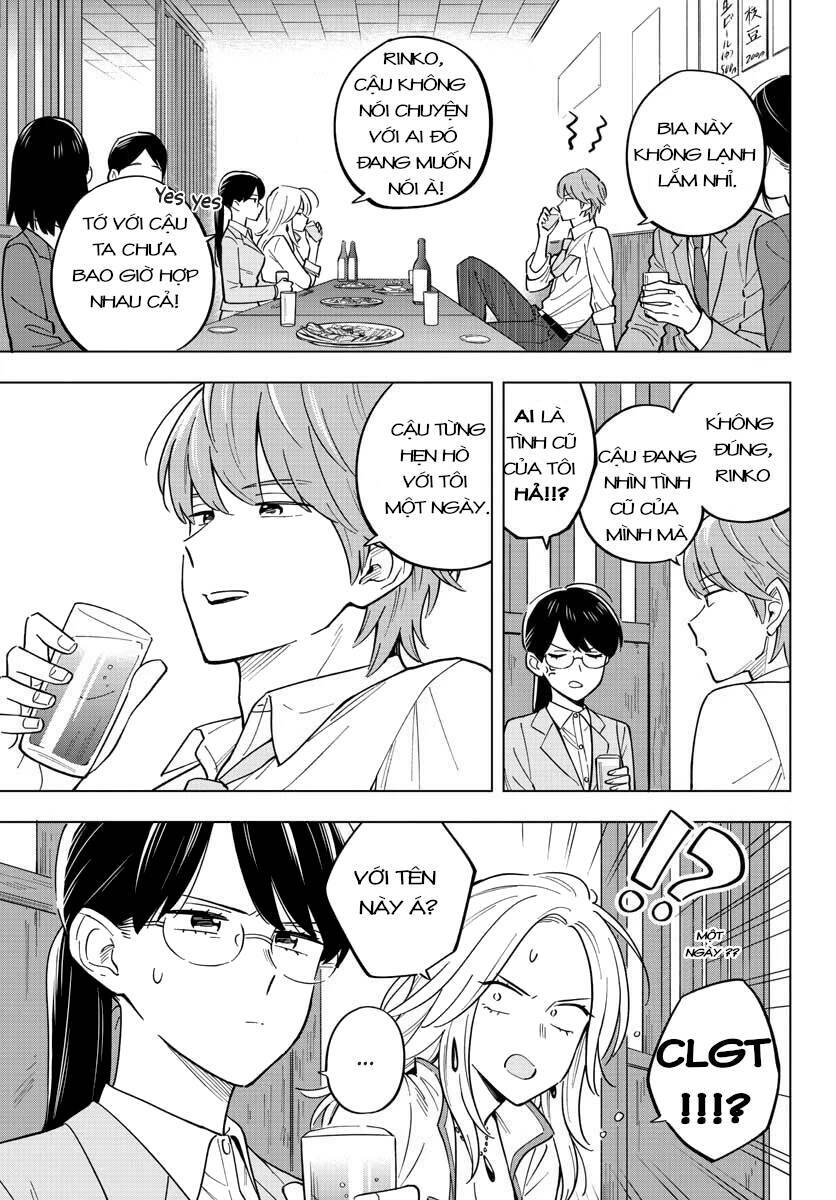 BIA NÀY
KHÔNG LẠNH
LẮM NHỈ.
RINKO,
CẬU KHÔNG
NÓI CHUYỆN
VỚI AI ĐÓ
ĐANG MUỐN
NÓI À!
Yes yes
TỚ VỚI CẬU
TA CHƯA
BAO GIỜ HỢP
NHAU CẢ!
枝豆
KHÔNG
ĐÚNG,
RINKO
CẬU ĐANG
NHÌN TÌNH
CŨ CỦA
MÌNH MÀ
AI LÀ
TÌNH CŨ
CỦA TÔI
HẢ!!?
CẬU TỪNG
HẸN HÒ
VỚI TÔI
MỘT NGÀY.
!?
MỘT
NGÀY ??
CLGT
!!!?
VỚI TÊN
NÀY Á?
...